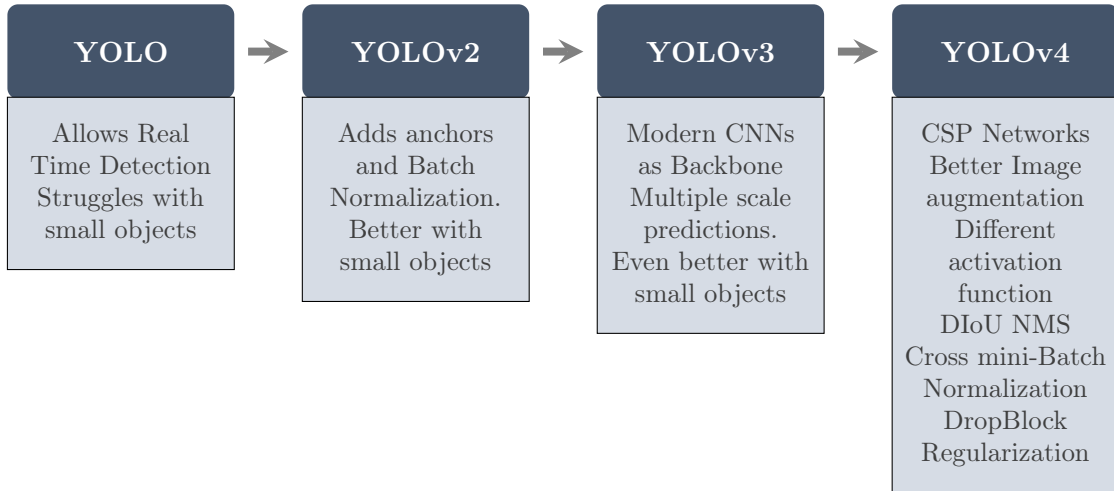 YOLO
Allows Real
Time Detection
Struggles with
small objects
YOLOv2
Adds anchors
and Batch
Normalization.
Better with
small objects
YOLOv3
Modern CNNs
as Backbone
Multiple scale
predictions.
Even better with
small objects
YOLOv4
CSP Networks
Better Image
augmentation
Different
activation
function
DIoU NMS
Cross mini-Batch
Normalization
DropBlock
Regularization